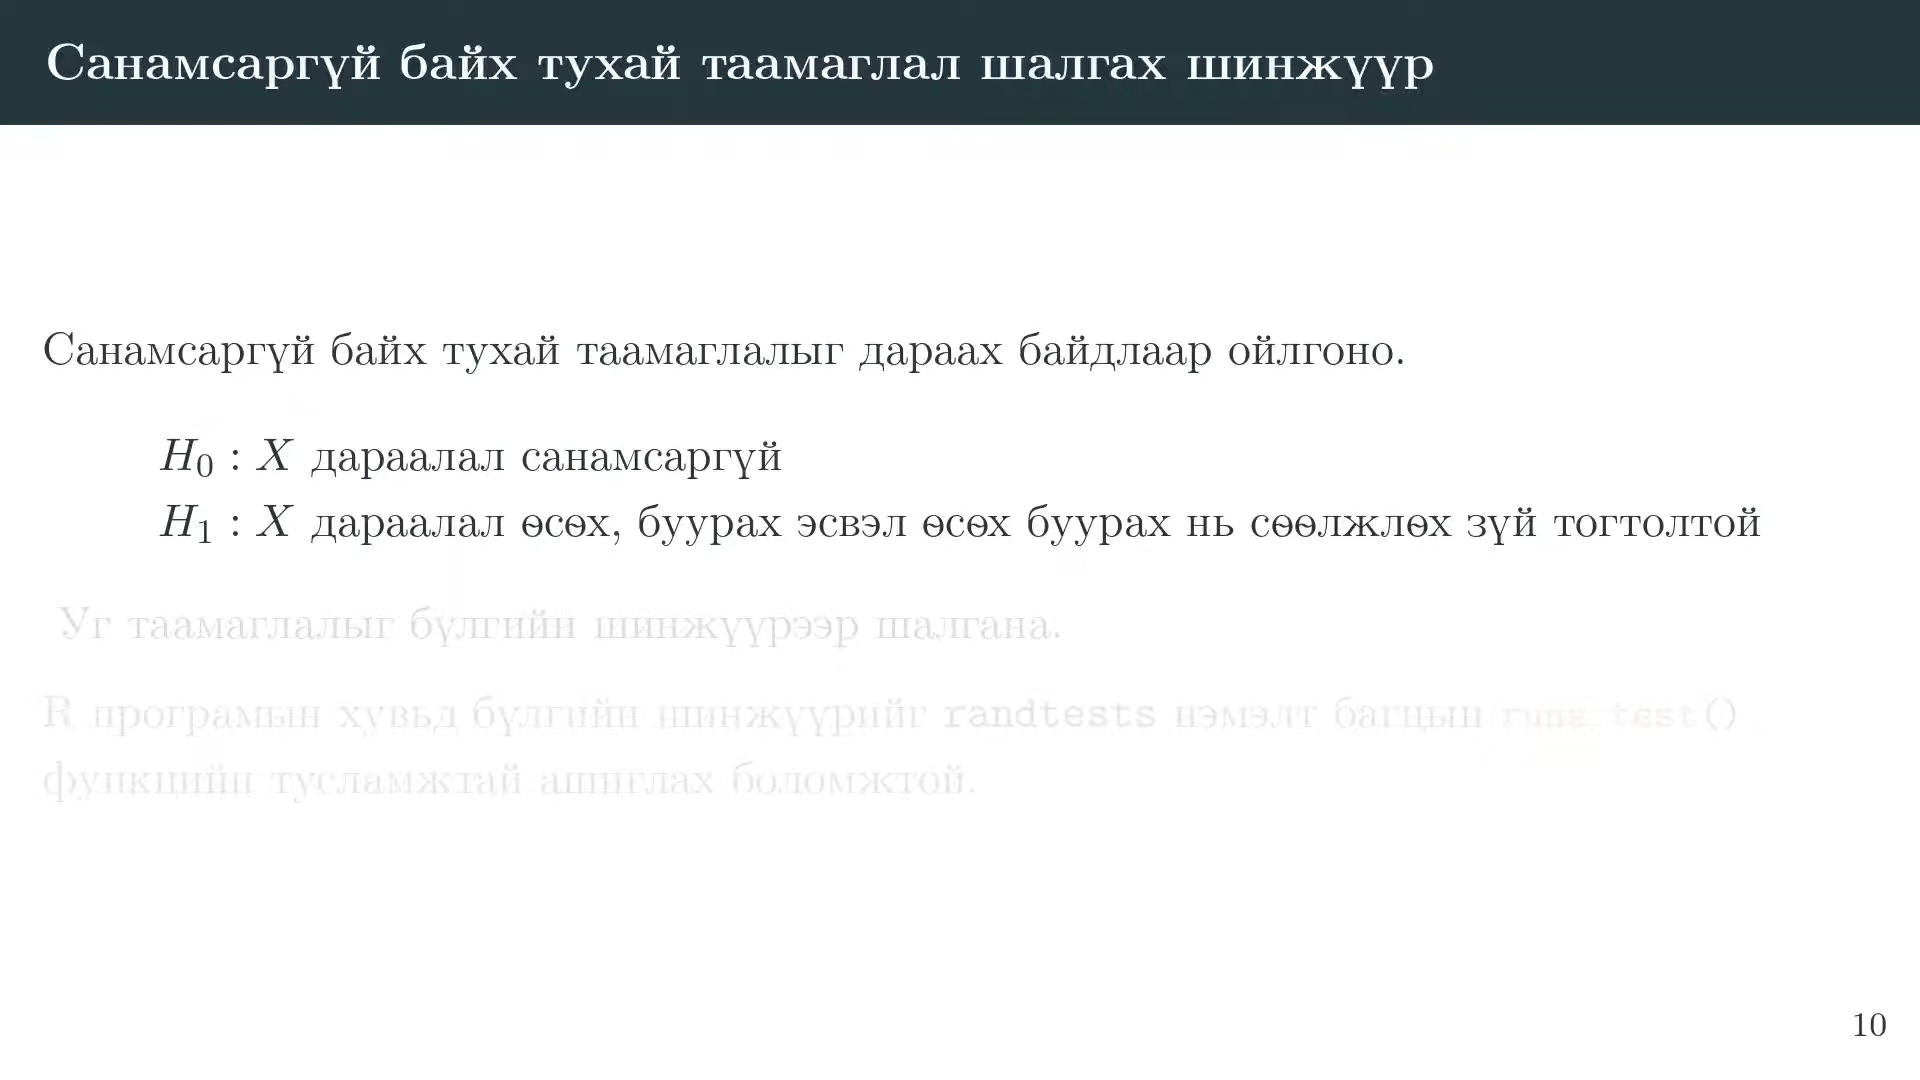 Санамсаргүй байх тухай таамаглал шалгах шинжүүр
Санамсаргүй байх тухай таамаглалыг дараах байдлаар ойлгоно.
H₀ : X дараалал санамсаргүй
H₁ : X дараалал өсөх, буурах эсвэл өсөх буурах нь сөөлжлөх зүй тогтолтой
Уг таамаглалыг бүлгийн шинжүүрээр шалгана.
R програмын хувьд бүлгийн шинжүүрийг randtests нэмэлт багцын runs.test()
функцийн тусламжтай ашиглах боломжтой.
10